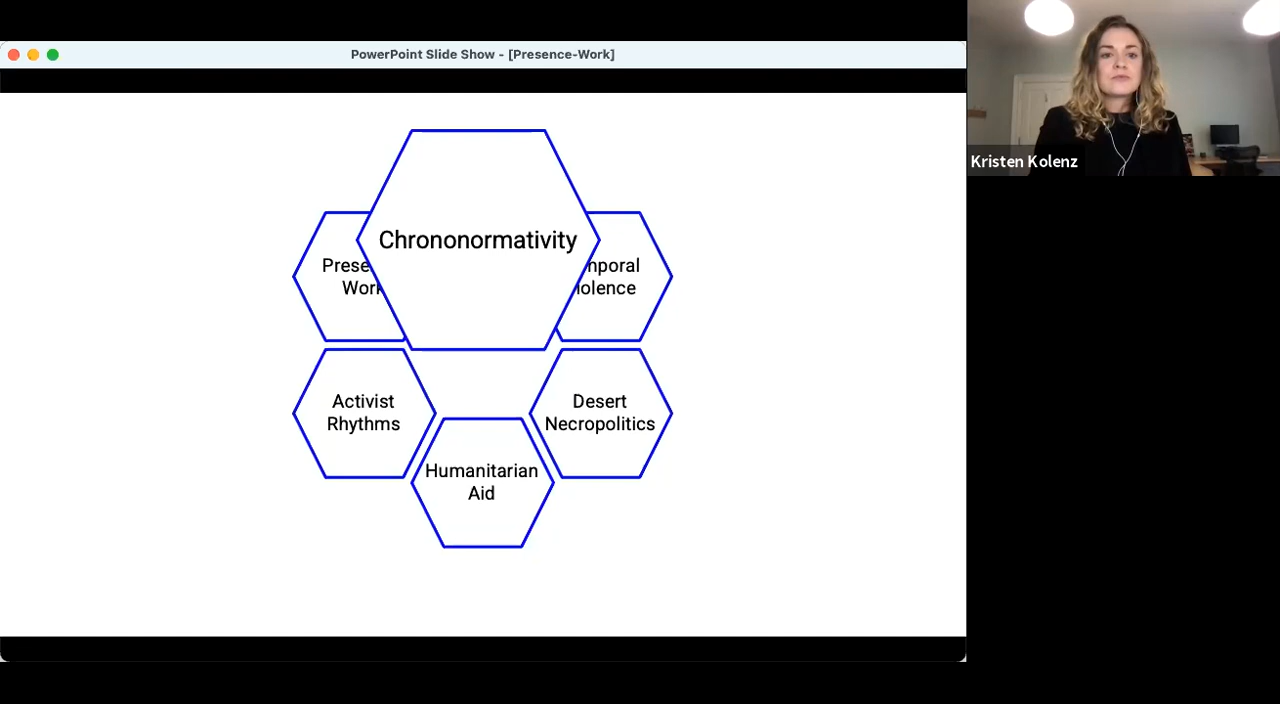 PowerPoint Slide Show - [Presence-Work]
Kristen Kolenz
Chrononormativity
Prese
Work
mporal
iolence
Activist
Rhythms
Desert
Necropolitics
Humanitarian
Aid